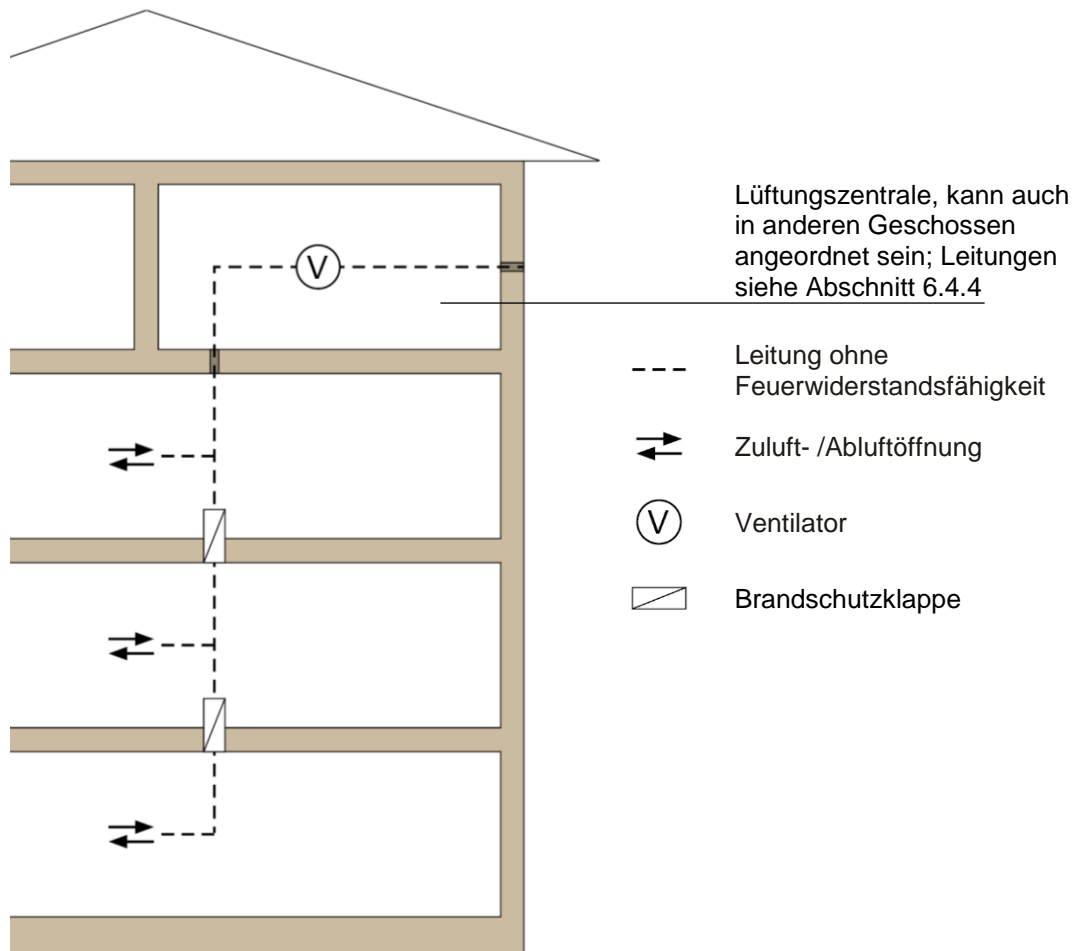 Lüftungszentrale, kann auch
in anderen Geschossen
angeordnet sein; Leitungen
siehe Abschnitt 6.4.4
Leitung ohne
Feuerwiderstandsfähigkeit
Zuluft- /Abluftöffnung
V
Ventilator
Brandschutzklappe
V